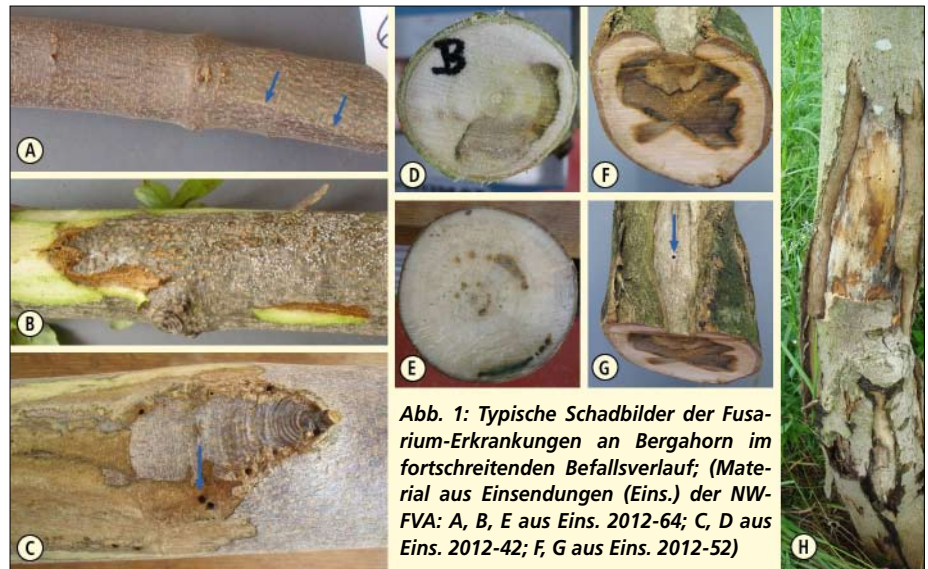 A
B
C
D
B
E
F
G
H
Abb. 1: Typische Schadbilder der Fusa-
rium-Erkrankungen an Bergahorn im
fortschreitenden Befallsverlauf; (Mate-
rial aus Einsendungen (Eins.) der NW-
FVA: A, B, E aus Eins. 2012-64; C, D aus
Eins. 2012-42; F, G aus Eins. 2012-52)